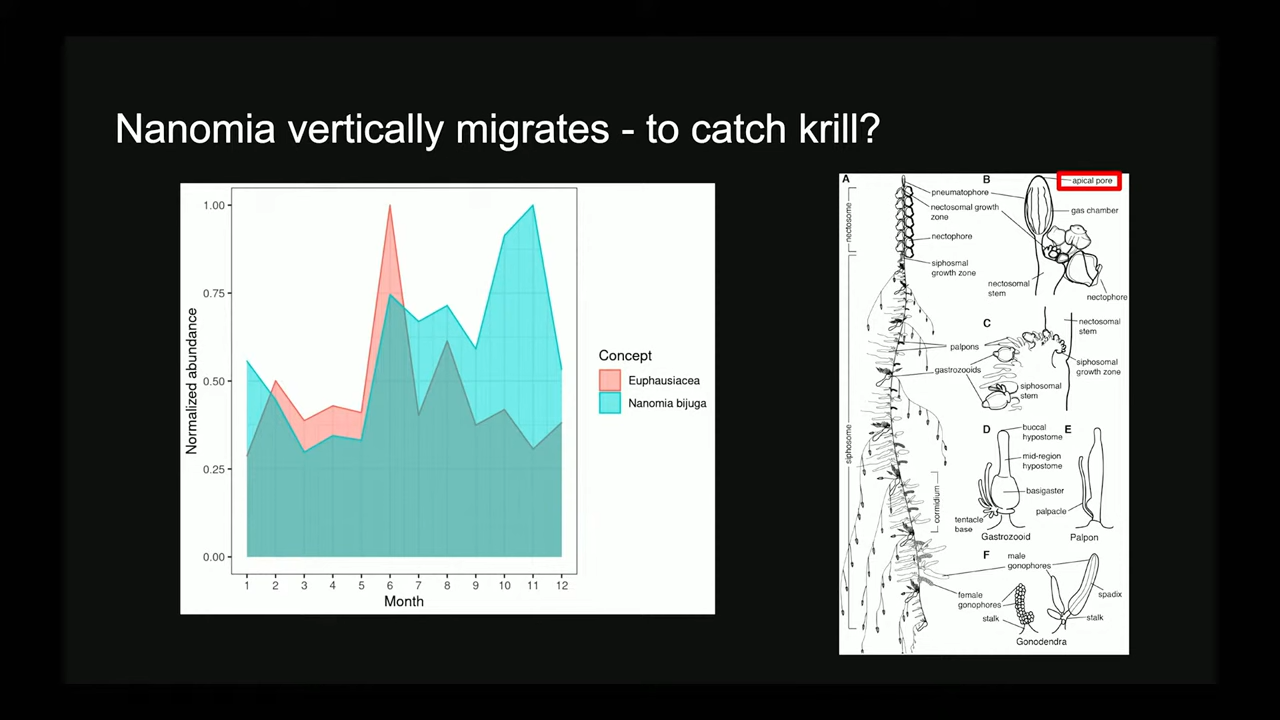 Nanomia vertically migrates - to catch krill?
1.00
0.75
0.50
0.25
0.00
Normalized abundance
1 2 3 4 5 6 7 8 9 10 11 12
Month
Concept
Euphausiacea
Nanomia bijuga
A
nectosome
siphosome
pneumatophore
nectosomal growth
zone
nectophore
siphosmal
growth zone
palpons
gastrozooids
cormidium
B
apical pore
gas chamber
nectosomal
stem
nectophore
C
nectosomal
stem
siphosomal
growth zone
siphosomal
stem
D
buccal
hypostome
mid-region
hypostome
basigaster
tentacle
base
Gastrozooid
E
palpacle
Palpon
F
male
gonophores
female
gonophores
stalk
spadix
stalk
Gonodendra